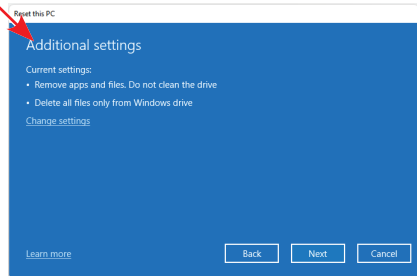 Reset this PC
Additional settings
Current settings:
• Remove apps and files. Do not clean the drive
• Delete all files only from Windows drive
Change settings
Learn more
Back
Next
Cancel